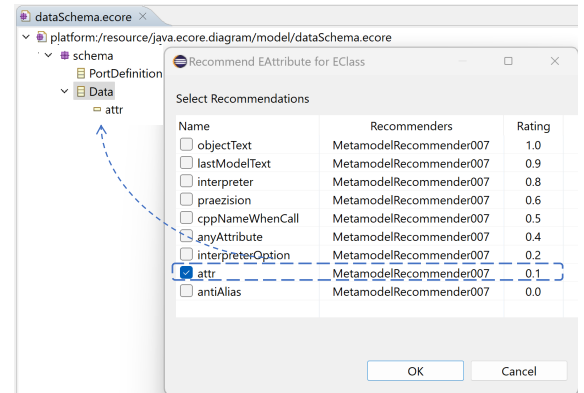 dataSchema.ecore ×
platform:/resource/java.ecore.diagram/model/dataSchema.ecore
schema
PortDefinition
Data
attr
Recommend EAttribute for EClass
Select Recommendations
Name Recommenders Rating
objectText MetamodelRecommender007 1.0
lastModelText MetamodelRecommender007 0.9
interpreter MetamodelRecommender007 0.8
praezision MetamodelRecommender007 0.6
cppNameWhenCall MetamodelRecommender007 0.5
anyAttribute MetamodelRecommender007 0.4
interpreterOption MetamodelRecommender007 0.2
attr MetamodelRecommender007 0.1
antiAlias MetamodelRecommender007 0.0
OK Cancel